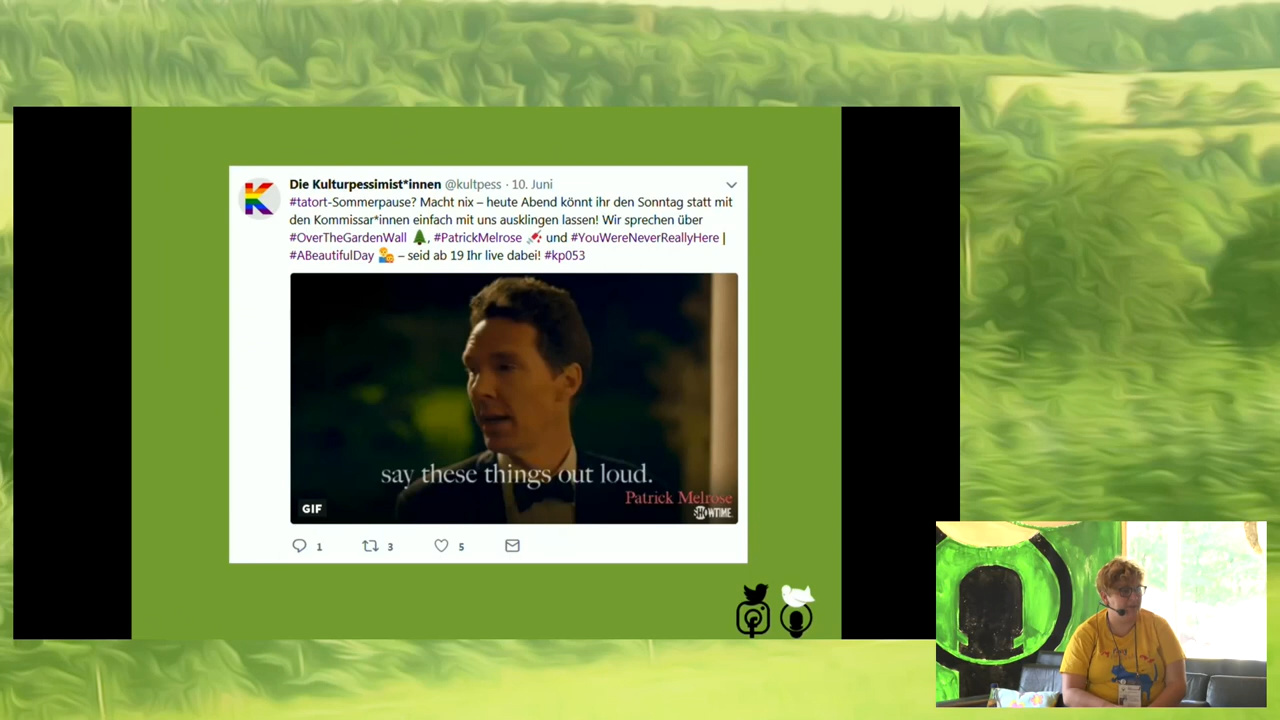 Die Kulturpessimist*innen @kultpess · 10. Juni
#tatort-Sommerpause? Macht nix – heute Abend könnt ihr den Sonntag statt mit
den Kommissar*innen einfach mit uns ausklingen lassen! Wir sprechen über
#OverTheGardenWall 🌲, #PatrickMelrose 💉 und #YouWereNeverReallyHere |
#ABeautifulDay 💆 – seid ab 19 Ihr live dabei! #kp053
say these things out loud.
Patrick Melrose
SHOWTIME
GIF
1 3 5